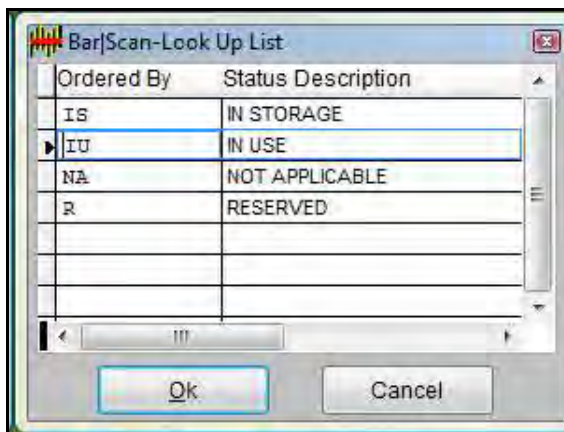 Bar|Scan-Look Up List
Ordered By Status Description
IS IN STORAGE
IU IN USE
NA NOT APPLICABLE
R RESERVED
Ok Cancel